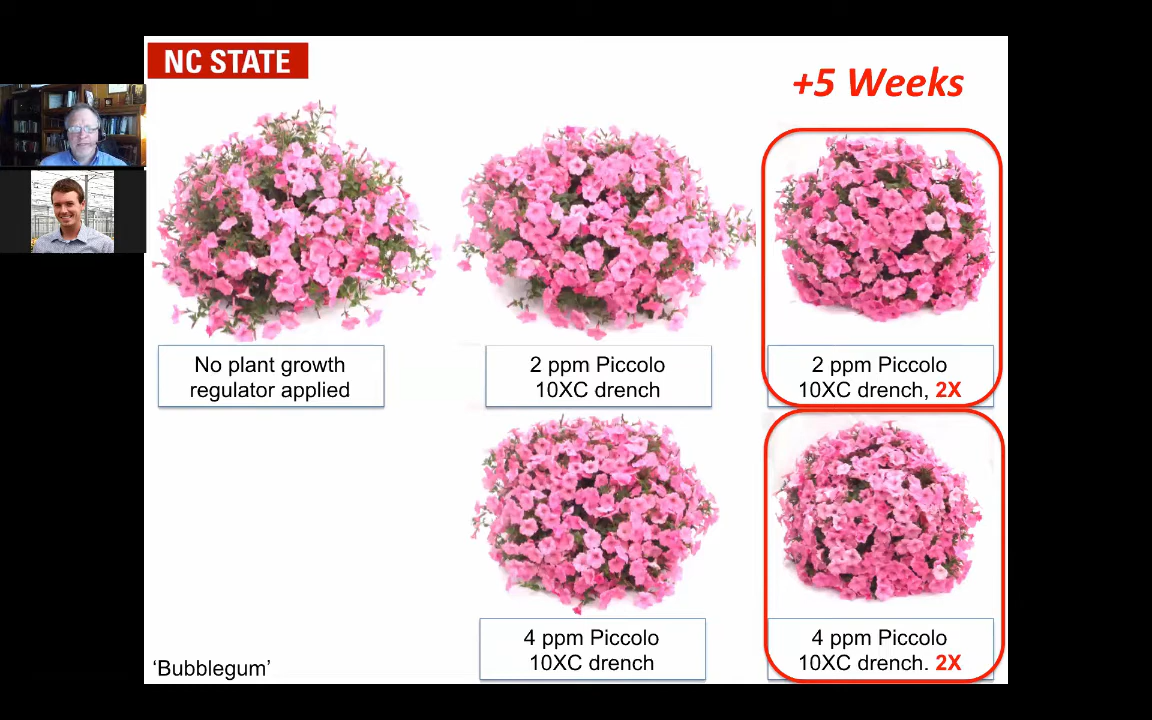 NC STATE
+5 Weeks
No plant growth
regulator applied
2 ppm Piccolo
10XC drench
2 ppm Piccolo
10XC drench, 2X
4 ppm Piccolo
10XC drench
4 ppm Piccolo
10XC drench. 2X
‘Bubblegum’